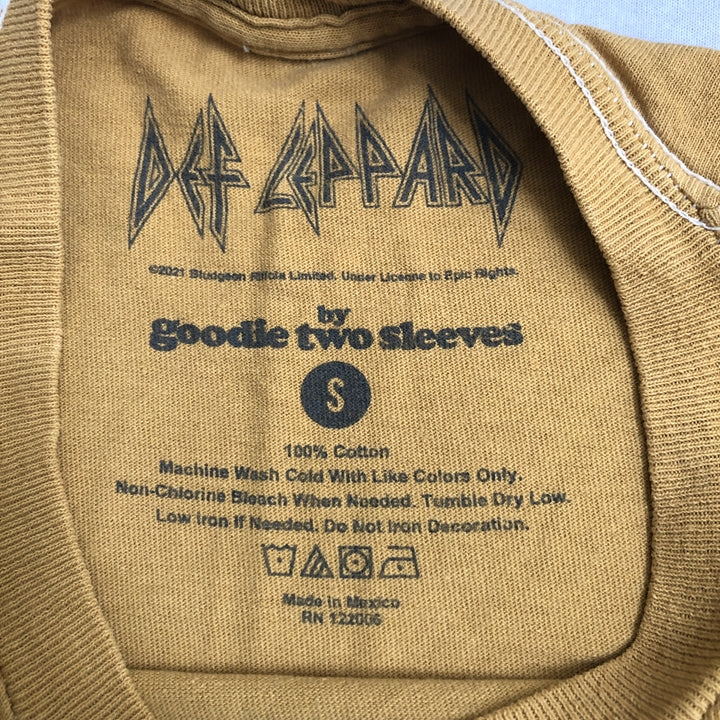 DEF LEPPARD
©2021 Bludgeon Riffola Limited. Under License to Epic Rights.
by
goodie two sleeves
S
100% Cotton
Machine Wash Cold With Like Colors Only.
Non-Chlorine Bleach When Needed. Tumble Dry Low.
Low Iron If Needed. Do Not Iron Decoration.
Made in Mexico
RN 122006